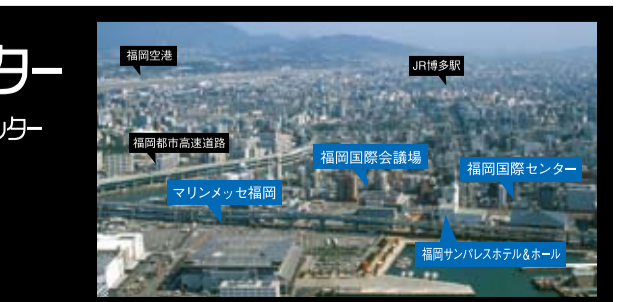 ター
ンター
福岡空港
JR博多駅
福岡都市高速道路
福岡国際会議場
福岡国際センター
マリンメッセ福岡
福岡サンパレスホテル&ホール